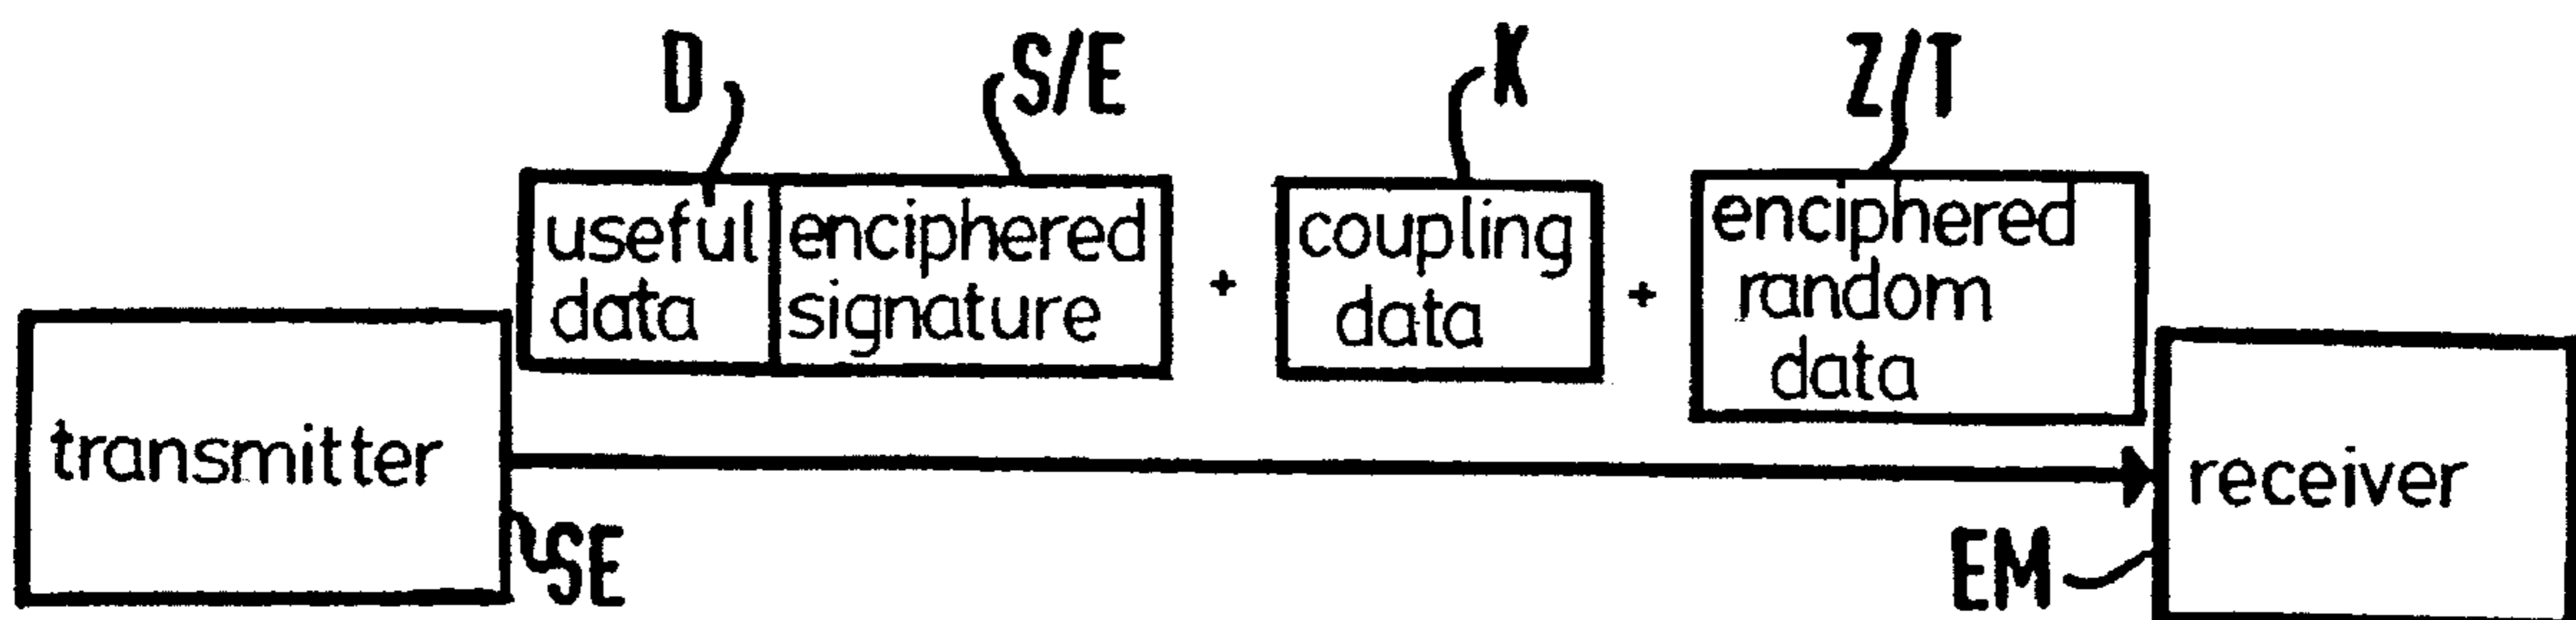 D S/E K Z/T
useful data
enciphered signature
+
coupling data
+
enciphered random data
transmitter
receiver
SE
EM